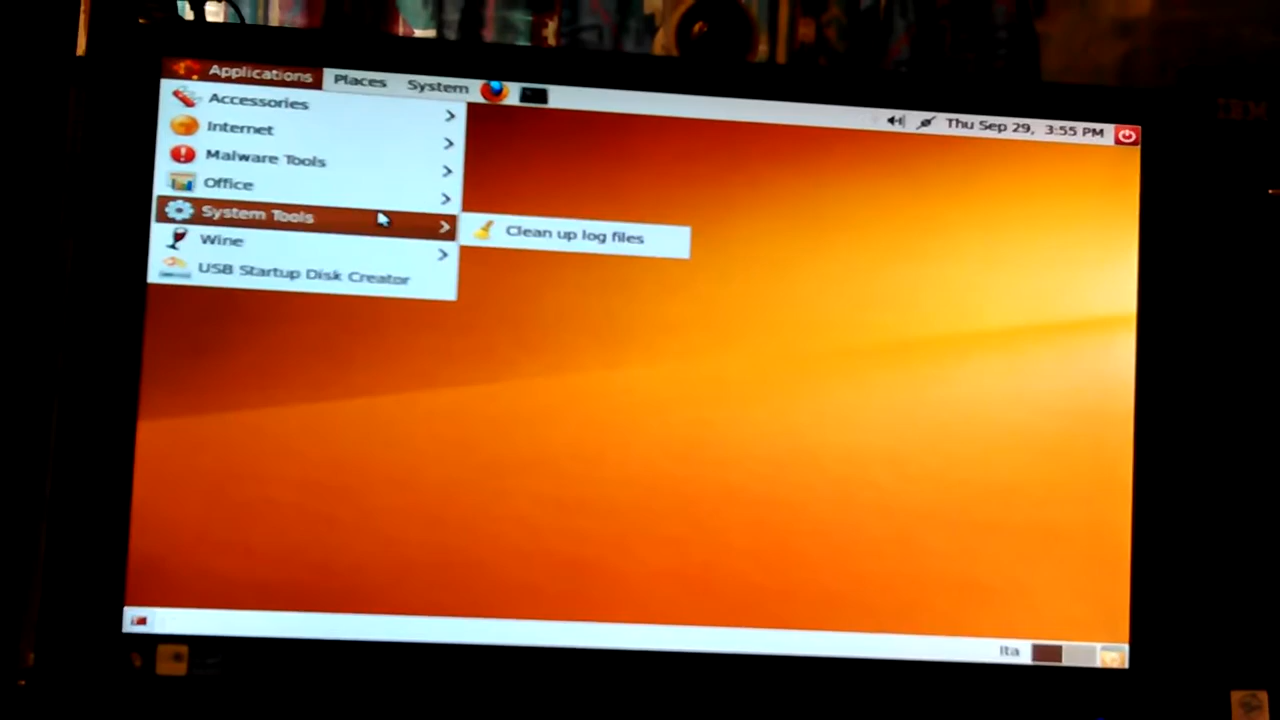 Applications Places System
Thu Sep 29, 3:55 PM
Accessories
Internet
Malware Tools
Office
System Tools
Clean up log files
Wine
USB Startup Disk Creator
Ita
IBM